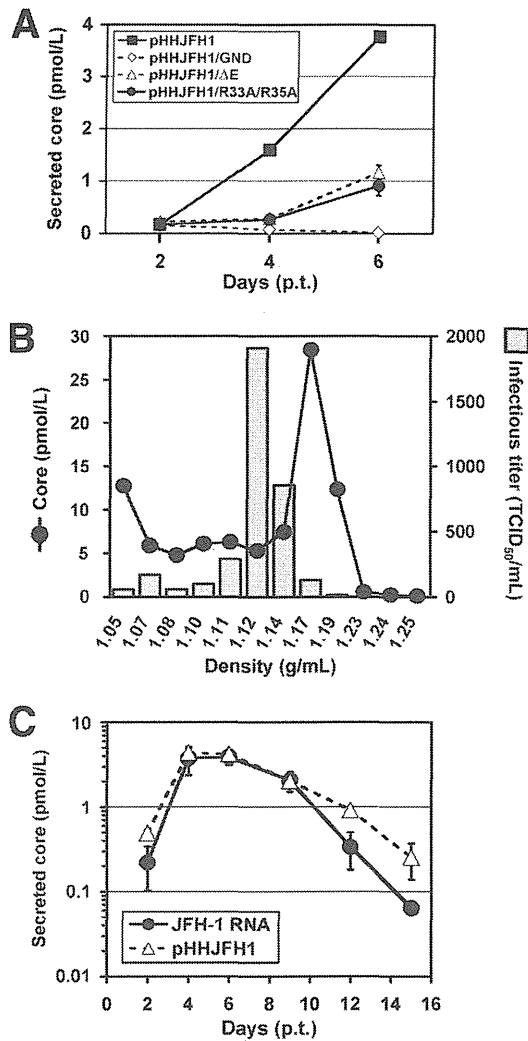 A
Secreted core (pmol/L)
4
3
2
1
0
pHHJFH1
pHHJFH1/GND
pHHJFH1/ΔE
pHHJFH1/R33A/R35A
2 4 6
Days (p.t.)
B
Core (pmol/L)
30
25
20
15
10
5
0
2000
1500
1000
500
0
Infectious titer (TCID50/mL)
1.05 1.07 1.08 1.10 1.11 1.12 1.14 1.17 1.19 1.23 1.24 1.25
Density (g/mL)
C
Secreted core (pmol/L)
10
1
0.1
0.01
JFH-1 RNA
pHHJFH1
0 2 4 6 8 10 12 14 16
Days (p.t.)